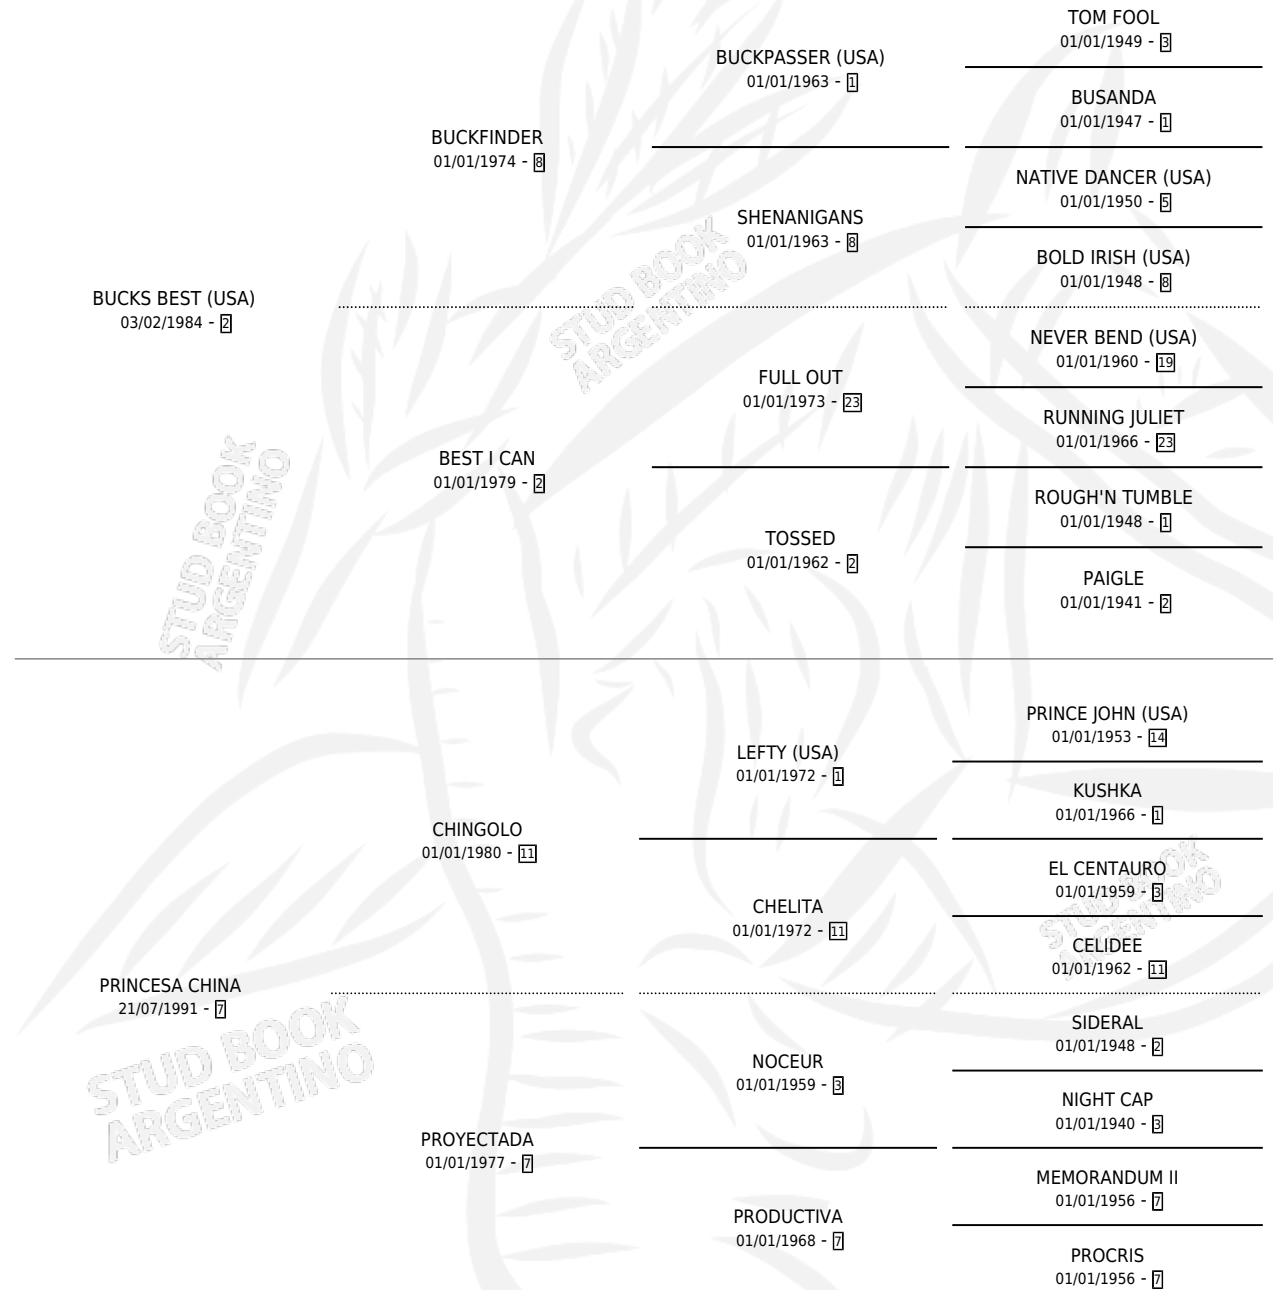 TOM FOOL
01/01/1949 - 3
BUCKPASSER (USA)
01/01/1963 - 1
BUSANDA
01/01/1947 - 1
BUCKFINDER
01/01/1974 - 8
NATIVE DANCER (USA)
01/01/1950 - 5
SHENANIGANS
01/01/1963 - 8
BOLD IRISH (USA)
01/01/1948 - 8
BUCKS BEST (USA)
03/02/1984 - 2
NEVER BEND (USA)
01/01/1960 - 19
FULL OUT
01/01/1973 - 23
RUNNING JULIET
01/01/1966 - 23
BEST I CAN
01/01/1979 - 2
ROUGH'N TUMBLE
01/01/1948 - 1
TOSSED
01/01/1962 - 2
PAIGLE
01/01/1941 - 2
PRINCE JOHN (USA)
01/01/1953 - 14
LEFTY (USA)
01/01/1972 - 1
KUSHKA
01/01/1966 - 1
CHINGOLO
01/01/1980 - 11
EL CENTAURO
01/01/1959 - 3
CHELITA
01/01/1972 - 11
CELIDEE
01/01/1962 - 11
PRINCESA CHINA
21/07/1991 - 7
SIDERAL
01/01/1948 - 2
NOCEUR
01/01/1959 - 3
NIGHT CAP
01/01/1940 - 3
PROYECTADA
01/01/1977 - 7
MEMORANDUM II
01/01/1956 - 7
PRODUCTIVA
01/01/1968 - 7
PROCRIS
01/01/1956 - 7
STUD BOOK
ARGENTINO
STUD BOOK
ARGENTINO
STUD BOOK
ARGENTINO
STUD BOOK
ARGENTINO